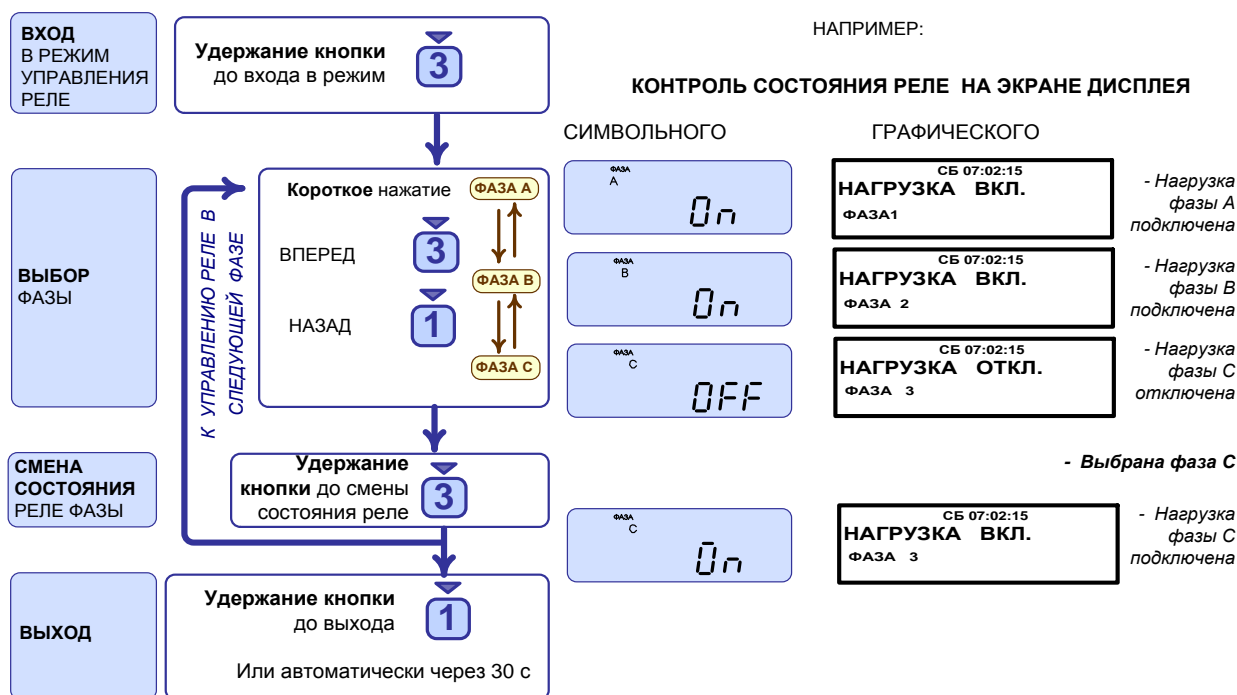 ВХОД
В РЕЖИМ
УПРАВЛЕНИЯ
РЕЛЕ
Удержание кнопки
до входа в режим
3
НАПРИМЕР:
КОНТРОЛЬ СОСТОЯНИЯ РЕЛЕ НА ЭКРАНЕ ДИСПЛЕЯ
СИМВОЛЬНОГО
ГРАФИЧЕСКОГО
ВЫБОР
ФАЗЫ
К УПРАВЛЕНИЮ РЕЛЕ В
СЛЕДУЮЩЕЙ ФАЗЕ
Короткое нажатие
ФАЗА А
ВПЕРЕД
3
ФАЗА В
НАЗАД
1
ФАЗА С
ФАЗА
А
On
СБ 07:02:15
НАГРУЗКА ВКЛ.
ФАЗА1
- Нагрузка
фазы А
подключена
ФАЗА
В
On
СБ 07:02:15
НАГРУЗКА ВКЛ.
ФАЗА 2
- Нагрузка
фазы В
подключена
ФАЗА
С
OFF
СБ 07:02:15
НАГРУЗКА ОТКЛ.
ФАЗА 3
- Нагрузка
фазы С
отключена
СМЕНА
СОСТОЯНИЯ
РЕЛЕ ФАЗЫ
Удержание
кнопки до смены
состояния реле
3
- Выбрана фаза С
ФАЗА
С
On
СБ 07:02:15
НАГРУЗКА ВКЛ.
ФАЗА 3
- Нагрузка
фазы С
подключена
ВЫХОД
Удержание кнопки
до выхода
1
Или автоматически через 30 с